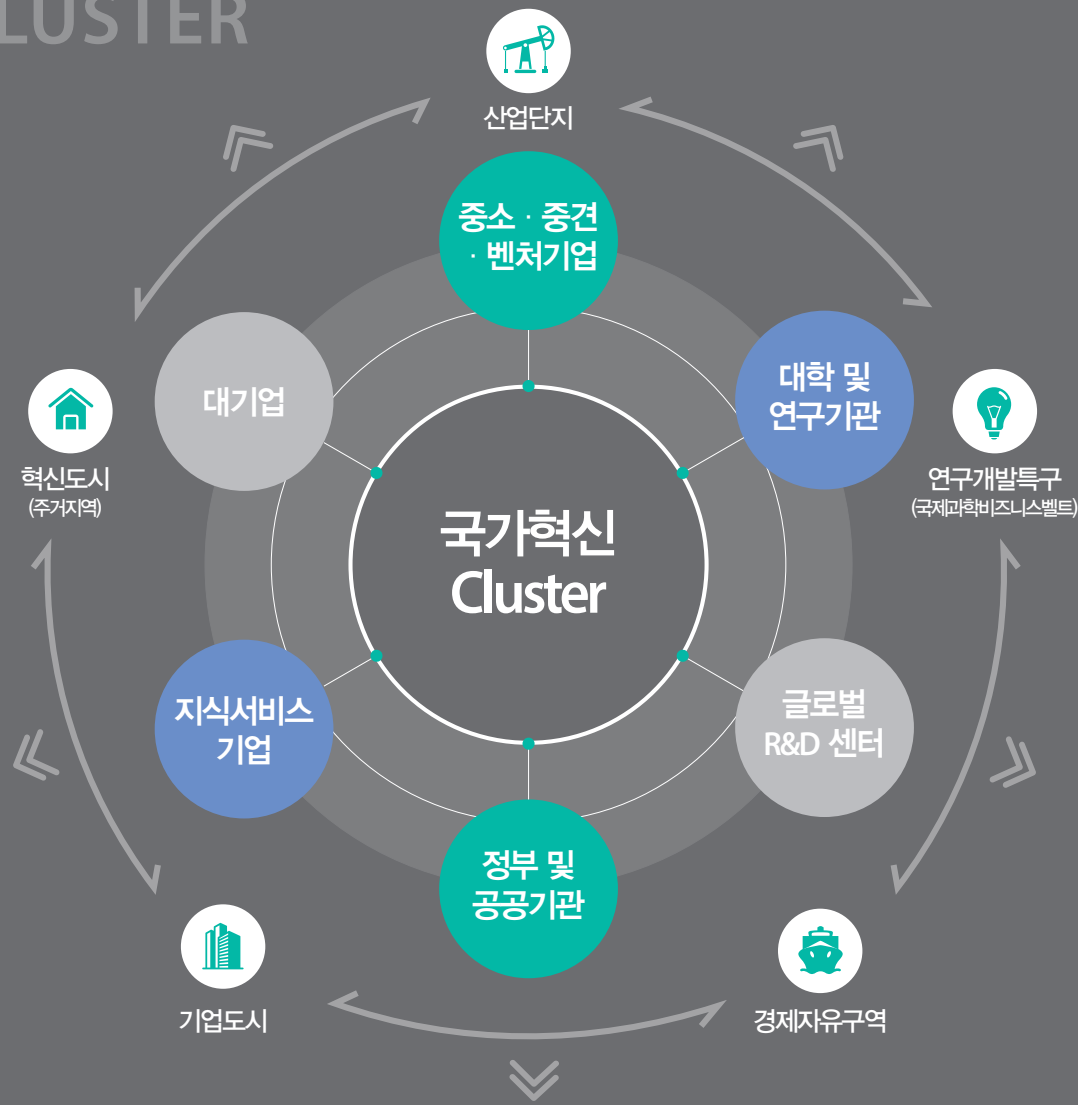 LUSTER
산업단지
중소 · 중견
· 벤처기업
대기업
대학 및
연구기관
혁신도시
(주거지역)
연구개발특구
(국제과학비즈니스벨트)
국가혁신
Cluster
지식서비스
기업
글로벌
R&D 센터
정부 및
공공기관
기업도시
경제자유구역